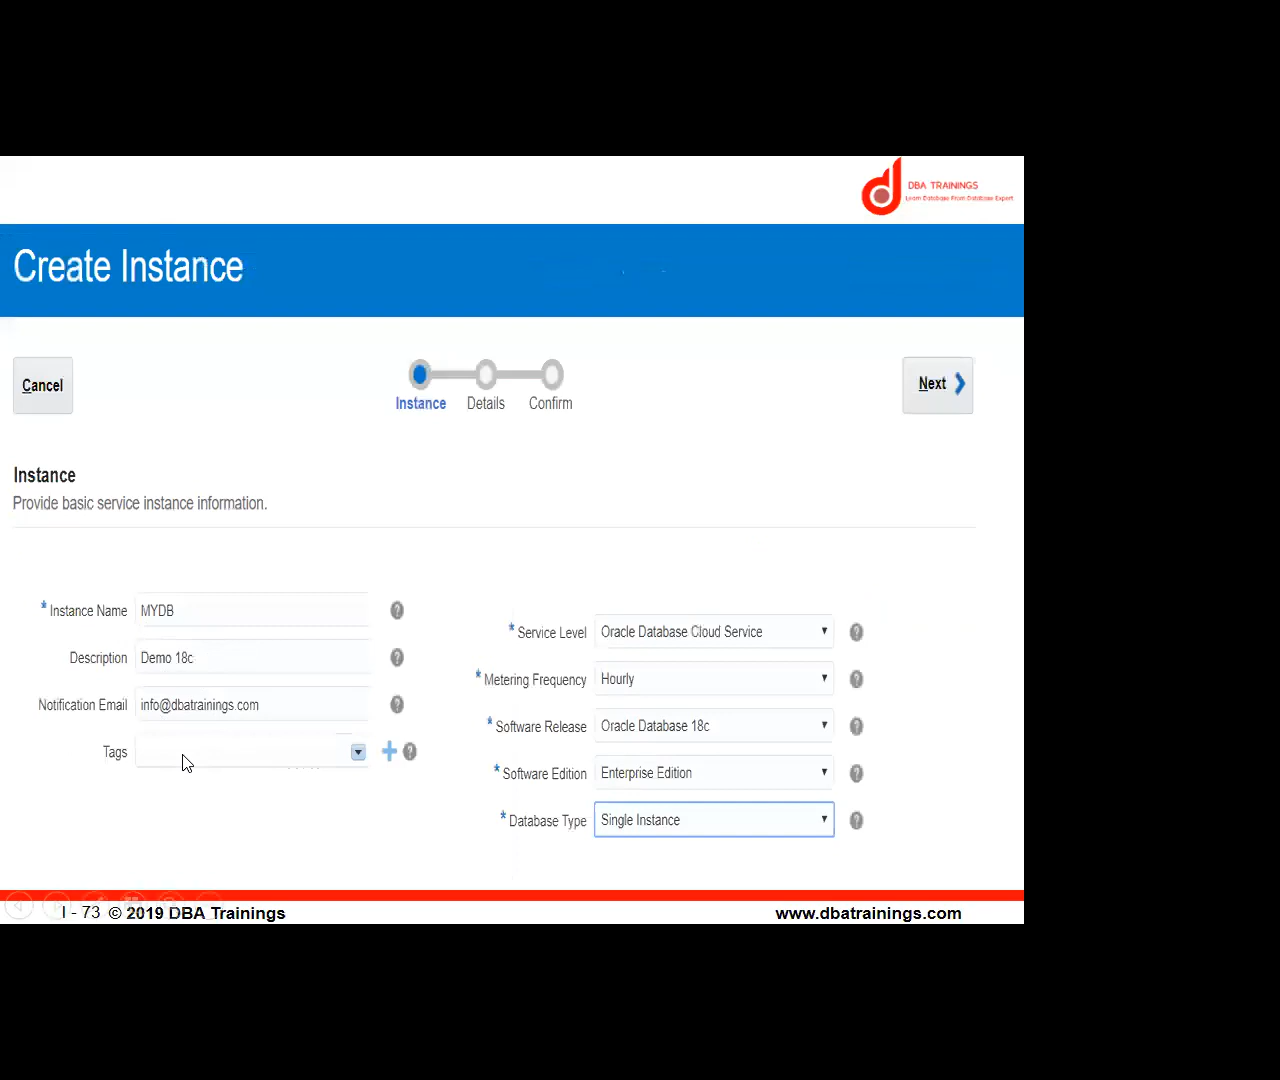 DBA TRAININGS
Learn Database From Database Expert
Create Instance
Cancel
Instance
Details
Confirm
Next
Instance
Provide basic service instance information.
* Instance Name MYDB ?
Description Demo 18c ?
Notification Email info@dbatrainings.com ?
Tags ?
* Service Level Oracle Database Cloud Service ?
* Metering Frequency Hourly ?
* Software Release Oracle Database 18c ?
* Software Edition Enterprise Edition ?
* Database Type Single Instance ?
I - 73 © 2019 DBA Trainings
www.dbatrainings.com